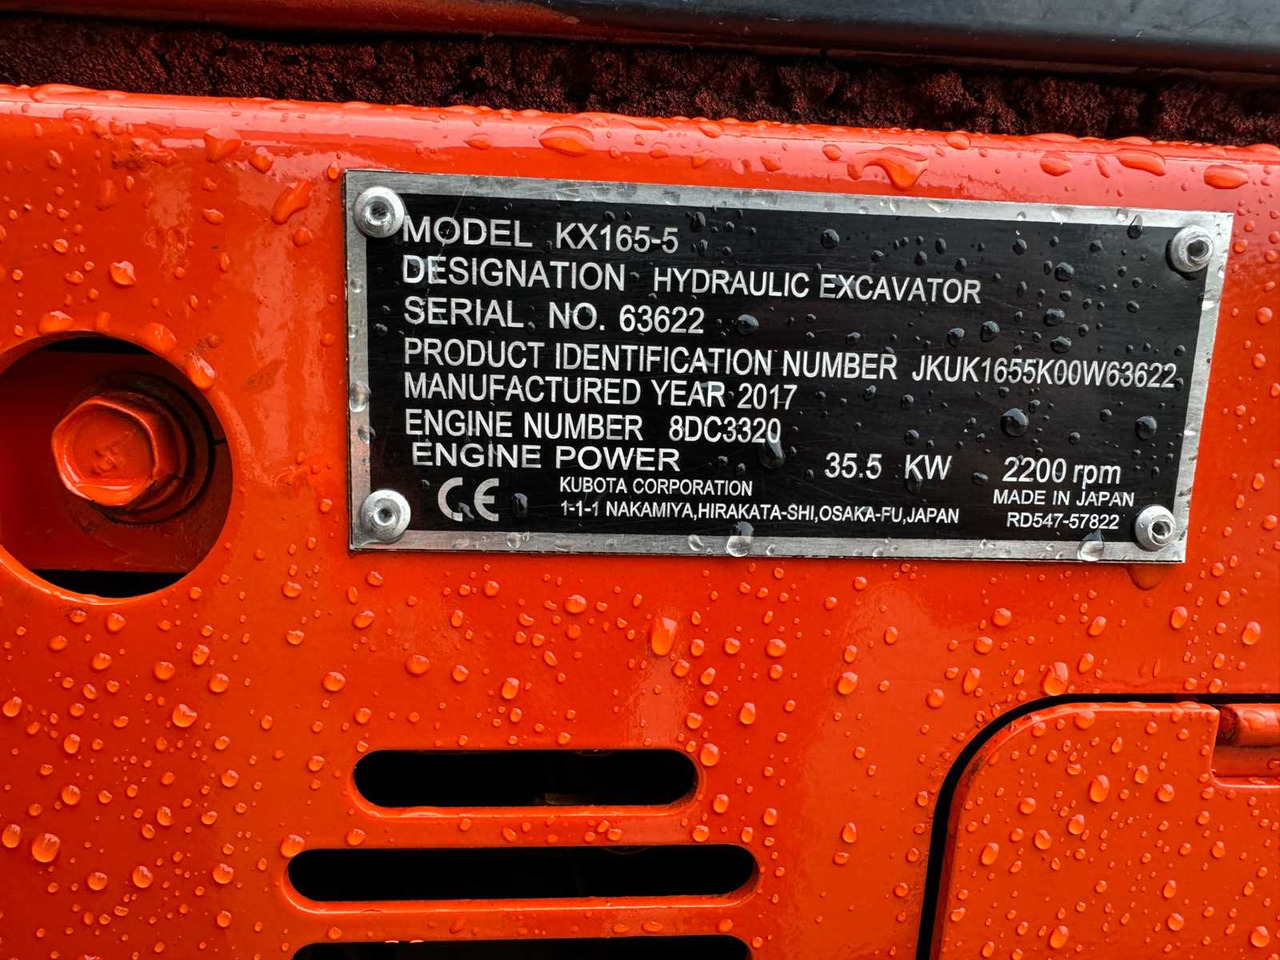 MODEL KX165-5
DESIGNATION HYDRAULIC EXCAVATOR
SERIAL NO. 63622
PRODUCT IDENTIFICATION NUMBER JKUK1655K00W63622
MANUFACTURED YEAR 2017
ENGINE NUMBER 8DC3320
ENGINE POWER 35.5 KW 2200 rpm
CE KUBOTA CORPORATION MADE IN JAPAN
1-1-1 NAKAMIYA,HIRAKATA-SHI,OSAKA-FU,JAPAN RD547-57822